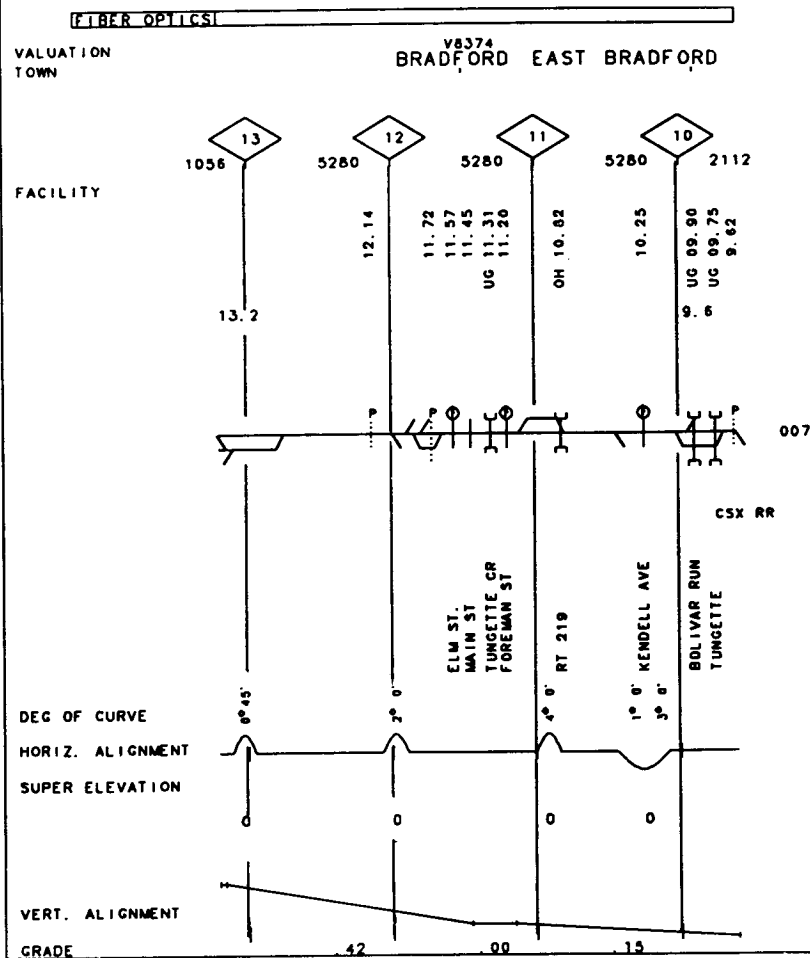 FIBER OPTICS
VALUATION
V8374
TOWN
BRADFORD EAST BRADFORD
13 12 11 10
1056 5280 5280 5280 2112
FACILITY
12.14
11.72
11.57
11.45
UG 11.31
11.20
OH 10.82
10.25
UG 09.90
UG 09.75
9.62
13.2
9.6
P P P
007
CSX RR
ELM ST.
MAIN ST
TUNGETTE CR
FOREMAN ST
RT 219
KENDELL AVE
BOLIVAR RUN
TUNGETTE
DEG OF CURVE
0° 45'
2° 0'
4° 0'
1° 0'
3° 0'
HORIZ. ALIGNMENT
SUPER ELEVATION
0 0 0 0
VERT. ALIGNMENT
GRADE
.42 .00 .15